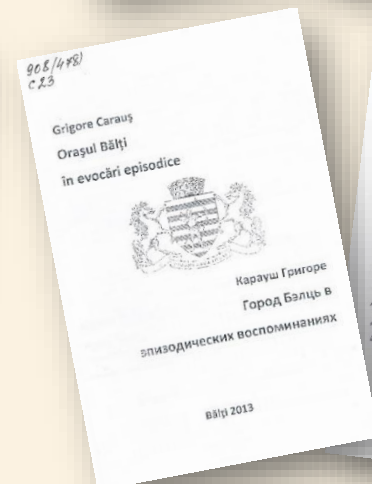 908/478)
C23
Grigore Carauş
Oraşul Bălţi
în evocări episodice
Карауш Григоре
Город Бэлць в
эпизодических воспоминаниях
Bălţi 2013